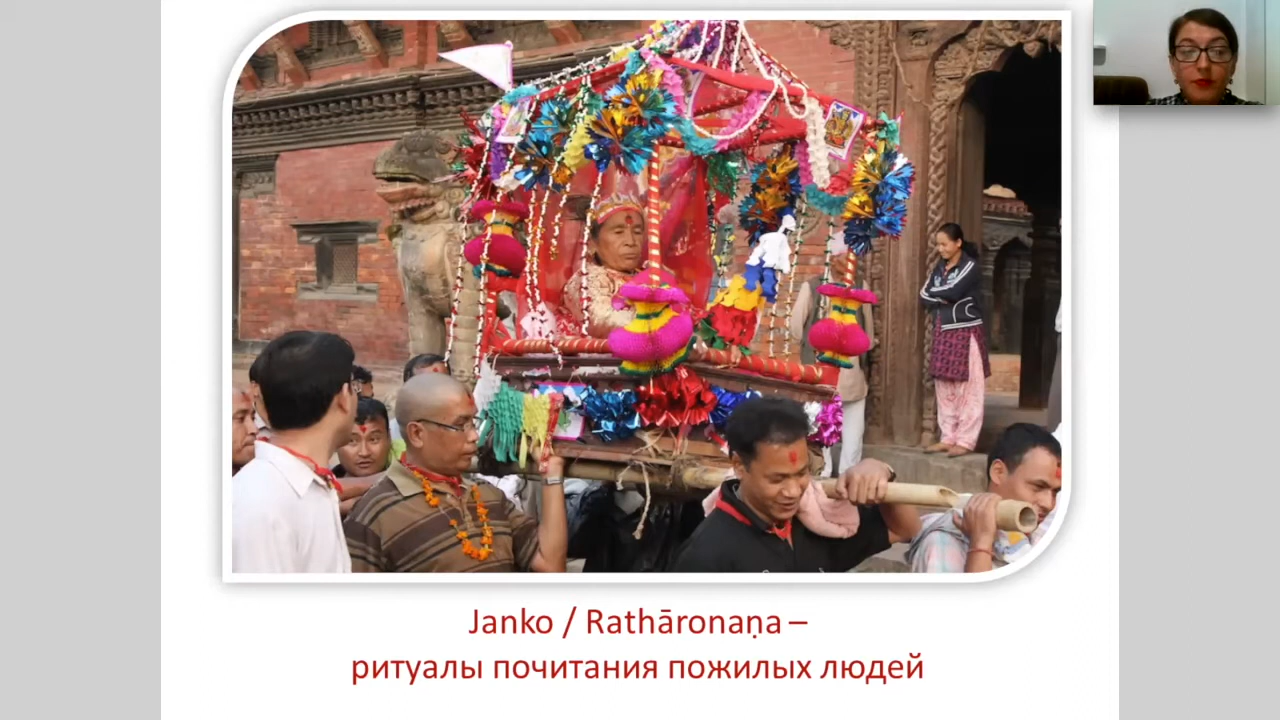 Janko / Rathāronaṇa –
ритуалы почитания пожилых людей